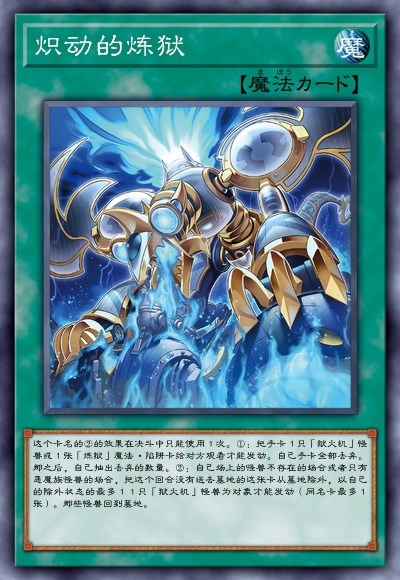 炽动的炼狱
魔
【魔法カード】
这个卡名的②的效果在决斗中只能使用1次。①：把手卡1只「狱火机」怪
兽或1张「炼狱」魔法·陷阱卡给对方观看才能发动。自己手卡全部丢弃。
那之后，自己抽出丢弃的数量。②：自己场上的怪兽不存在的场合或者只有
恶魔族怪兽的场合，把这个回合没有送去墓地的这张卡从墓地除外，以自己
的除外状态的最多11只「狱火机」怪兽为对象才能发动（同名卡最多1
张）。那些怪兽回到墓地。